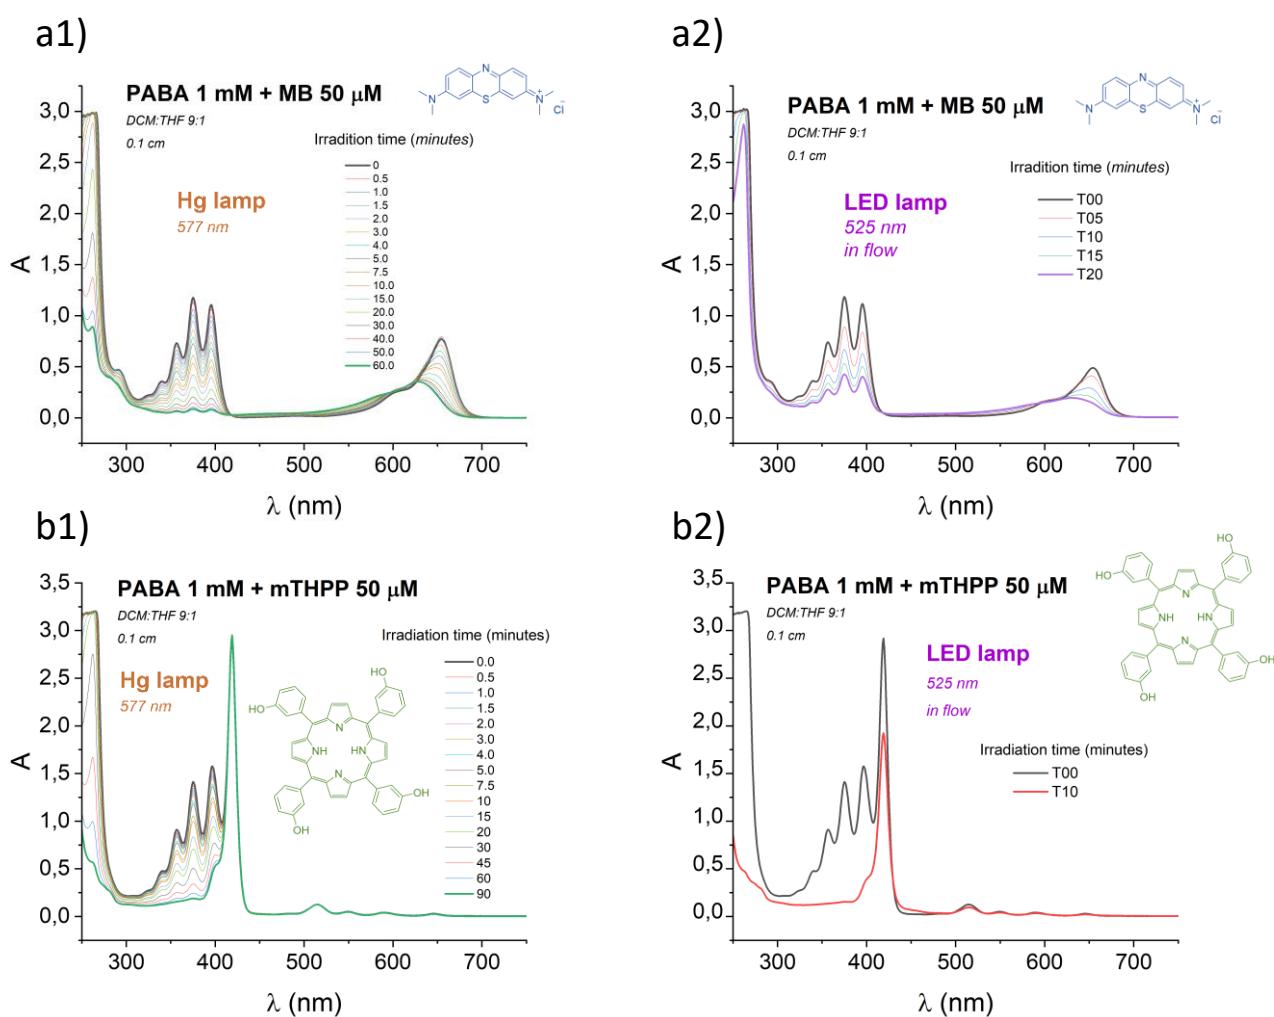 a1)
PABA 1 mM + MB 50 μM
DCM:THF 9:1
0.1 cm
Hg lamp
577 nm
N
N
S
N
+
Cl
-
Irradition time (minutes)
0
0.5
1.0
1.5
2.0
3.0
4.0
5.0
7.5
10.0
15.0
20.0
30.0
40.0
50.0
60.0
A
3,0
2,5
2,0
1,5
1,0
0,5
0,0
300 400 500 600 700
λ (nm)
a2)
PABA 1 mM + MB 50 μM
DCM:THF 9:1
0.1 cm
LED lamp
525 nm
in flow
N
N
S
N
+
Cl
-
Irradition time (minutes)
T00
T05
T10
T15
T20
A
3,0
2,5
2,0
1,5
1,0
0,5
0,0
300 400 500 600 700
λ (nm)
b1)
PABA 1 mM + mTHPP 50 μM
DCM:THF 9:1
0.1 cm
Hg lamp
577 nm
HO
HO
N
NH
HN
N
OH
OH
Irradiation time (minutes)
0.0
0.5
1.0
1.5
2.0
3.0
4.0
5.0
7.5
10
15
20
30
45
60
90
A
3,5
3,0
2,5
2,0
1,5
1,0
0,5
0,0
300 400 500 600 700
λ (nm)
b2)
PABA 1 mM + mTHPP 50 μM
DCM:THF 9:1
0.1 cm
LED lamp
525 nm
in flow
HO
HO
N
NH
HN
N
OH
OH
Irradiation time (minutes)
T00
T10
A
3,5
3,0
2,5
2,0
1,5
1,0
0,5
0,0
300 400 500 600 700
λ (nm)